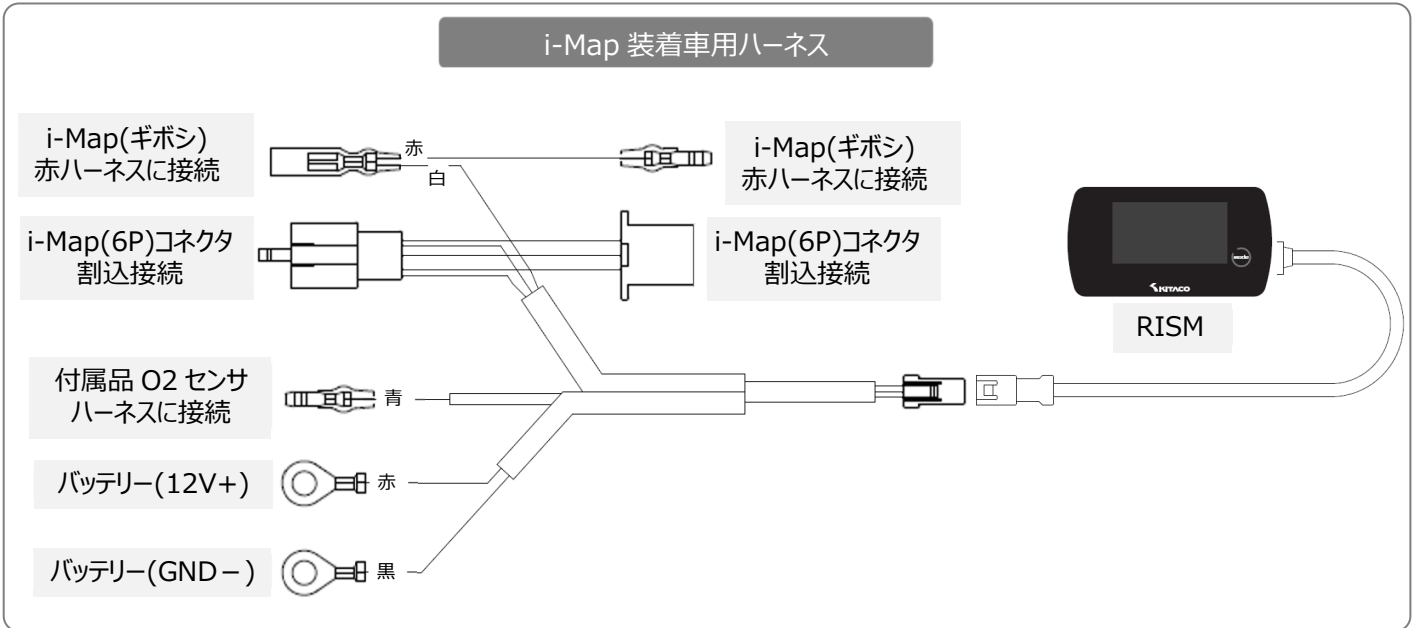 i-Map 装着車用ハーネス
i-Map(ギボシ)
赤ハーネスに接続
赤
白
i-Map(ギボシ)
赤ハーネスに接続
i-Map(6P)コネクタ
割込接続
i-Map(6P)コネクタ
割込接続
mode
KITACO
RISM
付属品 O2 センサ
ハーネスに接続
青
バッテリー(12V+)
赤
バッテリー(GND－)
黒